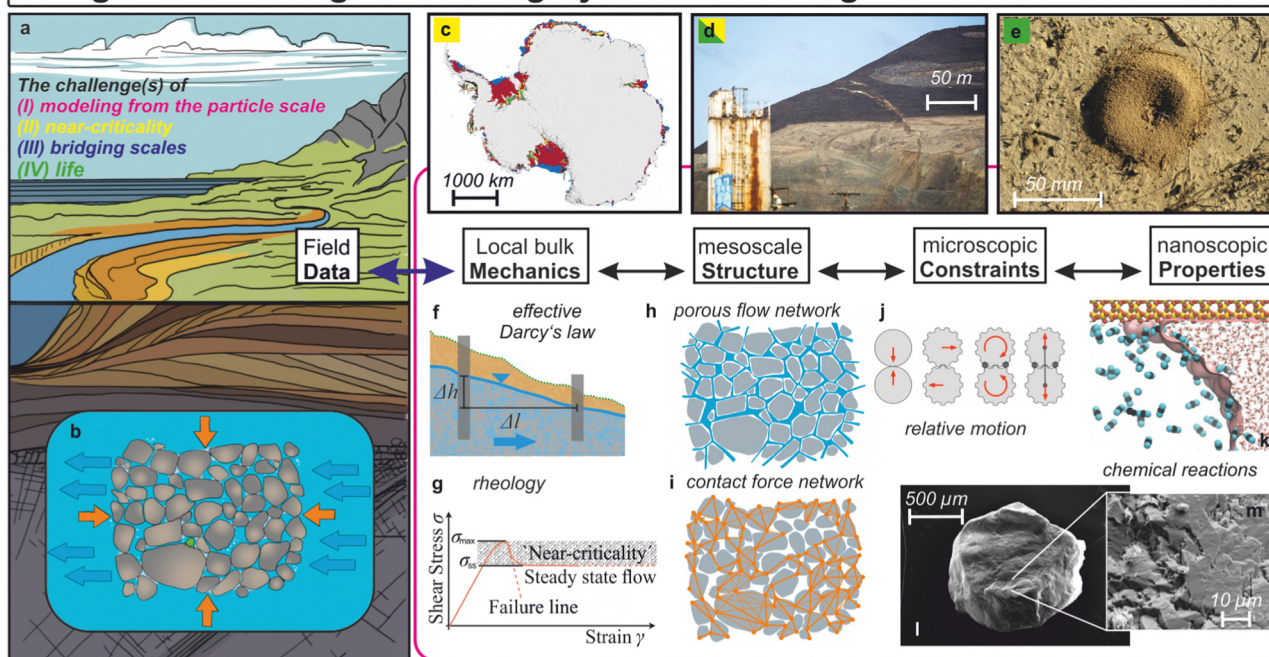 a
The challenge(s) of
(I) modeling from the particle scale
(II) near-criticality
(III) bridging scales
(IV) life
b
c
1000 km
d
50 m
e
50 mm
Field
Data
Local bulk
Mechanics
mesoscale
Structure
microscopic
Constraints
nanoscopic
Properties
f
effective
Darcy's law
Δh
Δl
g
rheology
Shear Stress σ
σmax
σss
Near-criticality
Steady state flow
Failure line
Strain γ
h
porous flow network
i
contact force network
j
relative motion
k
chemical reactions
l
500 µm
m
10 µm